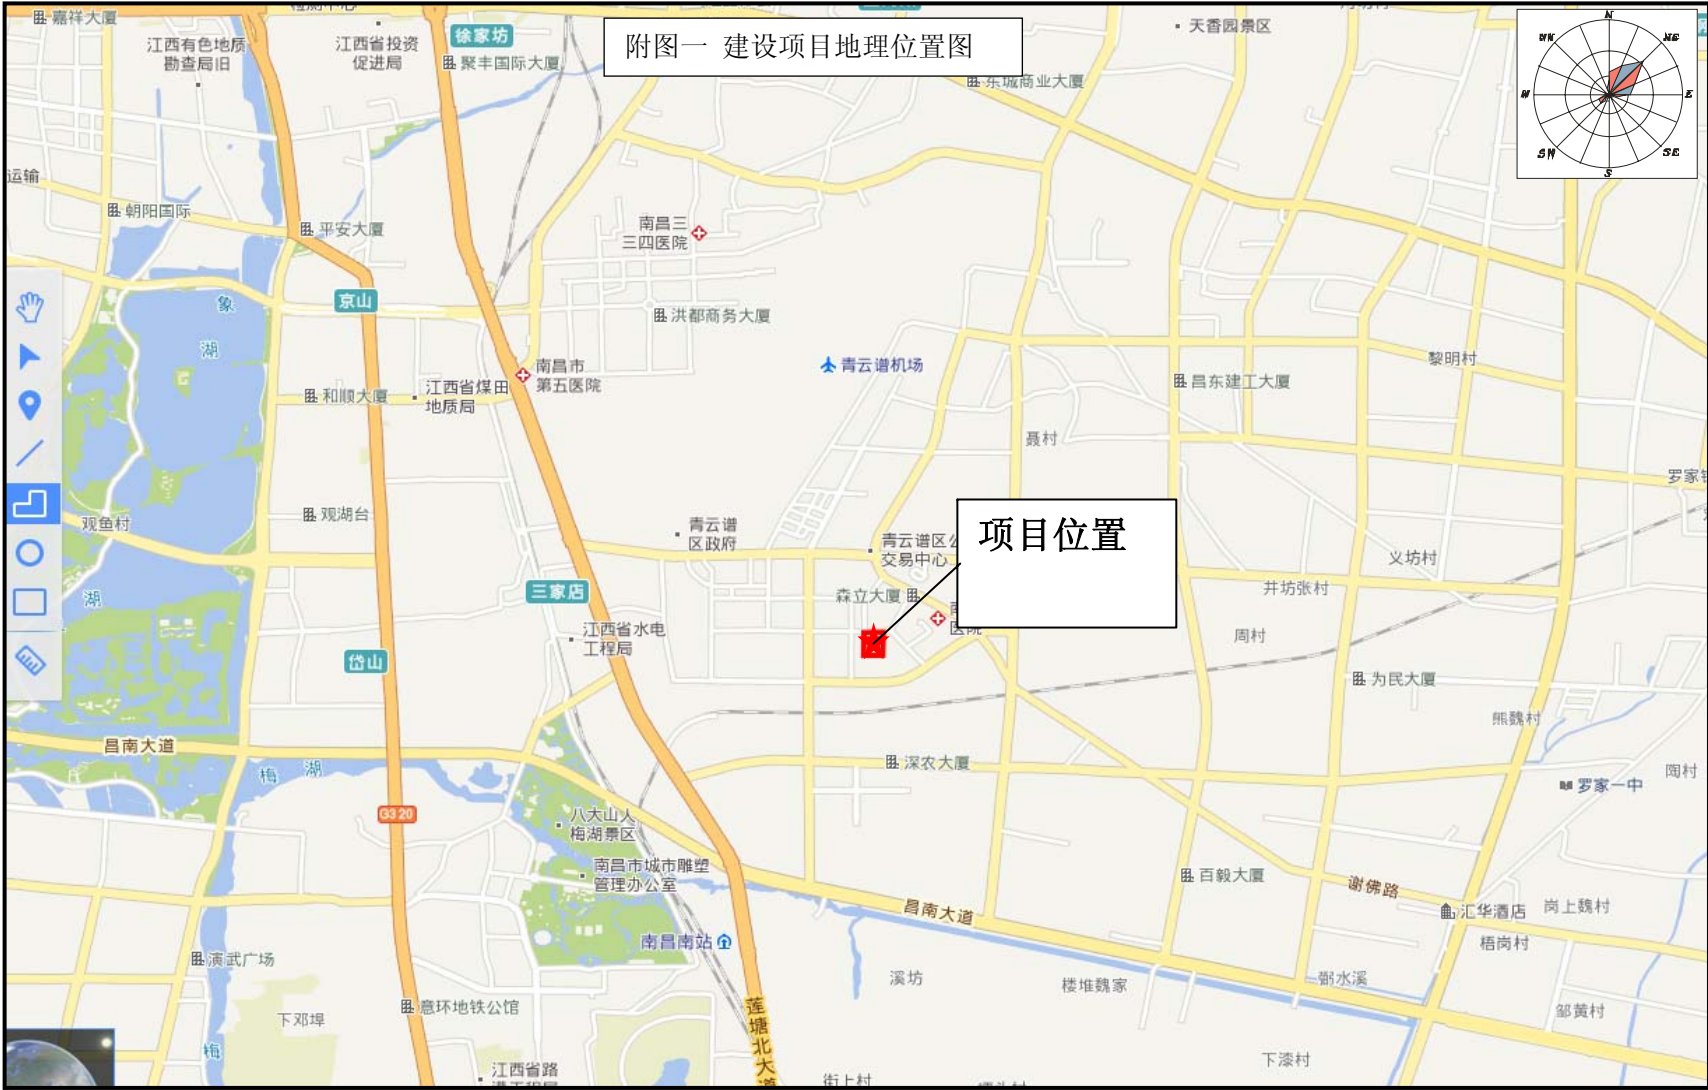 嘉祥大厦
江西有色地质
勘查局旧
江西省投资
促进局
徐家坊
聚丰国际大厦
附图一 建设项目地理位置图
天香园景区
东城商业大厦
N
NW
NE
W
E
SW
SE
S
运输
朝阳国际
平安大厦
南昌三
三四医院
象
湖
京山
洪都商务大厦
南昌市
第五医院
江西省煤田
地质局
和顺大厦
青云谱机场
黎明村
昌东建工大厦
聂村
罗家
观鱼村
观湖台
青云谱
区政府
青云谱区公
交易中心
项目位置
义坊村
井坊张村
湖
三家店
森立大厦
医院
江西省水电
工程局
周村
岱山
为民大厦
熊魏村
昌南大道
梅
湖
深农大厦
陶村
罗家一中
G320
八大山人
梅湖景区
南昌市城市雕塑
管理办公室
百毅大厦
谢佛路
昌南大道
汇华酒店
岗上魏村
梧岗村
南昌南站
演武广场
溪坊
楼堆魏家
弼水溪
意环地铁公馆
下邓埠
莲塘北大道
邹黄村
梅
江西省路
下漆村
街上村